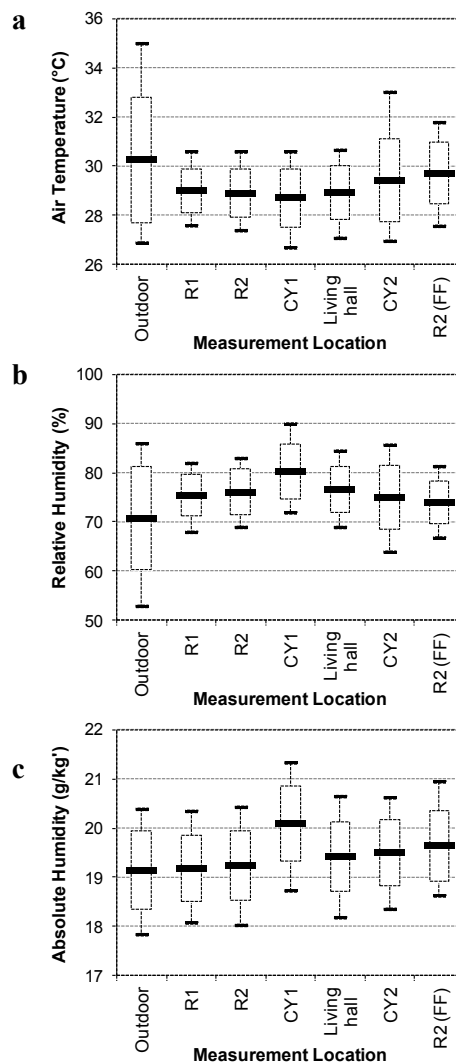 a
Air Temperature (°C)
36
34
32
30
28
26
Outdoor
R1
R2
CY1
Living
hall
CY2
R2 (FF)
Measurement Location
b
Relative Humidity (%)
100
90
80
70
60
50
Outdoor
R1
R2
CY1
Living
hall
CY2
R2 (FF)
Measurement Location
c
Absolute Humidity (g/kg')
22
21
20
19
18
17
Outdoor
R1
R2
CY1
Living
hall
CY2
R2 (FF)
Measurement Location